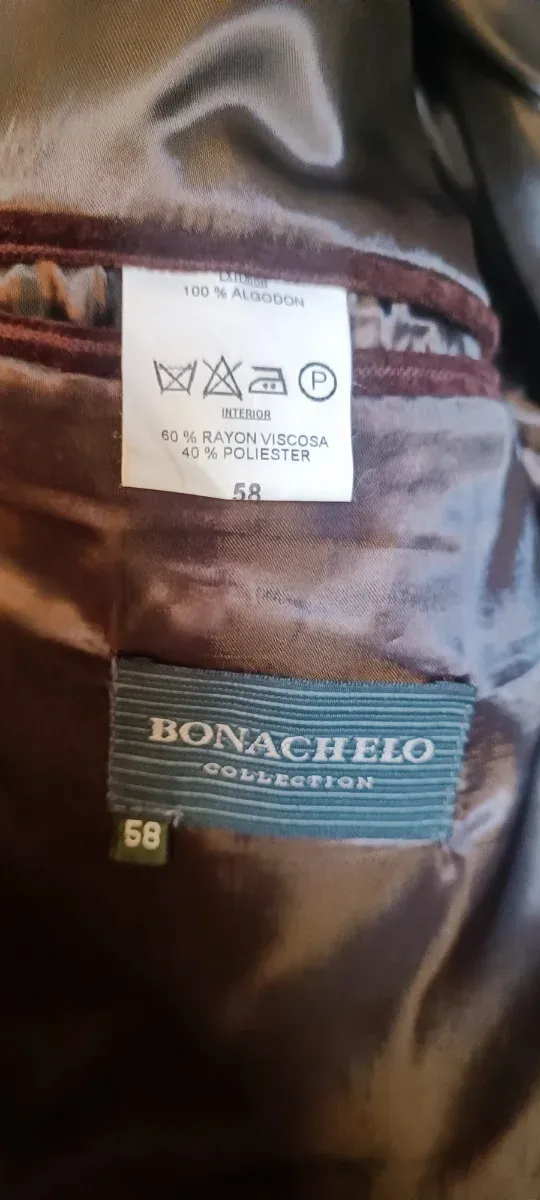 EXTERIOR
100 % ALGODON
P
INTERIOR
60 % RAYON VISCOSA
40 % POLIESTER
58
BONACHELO
COLLECTION
58